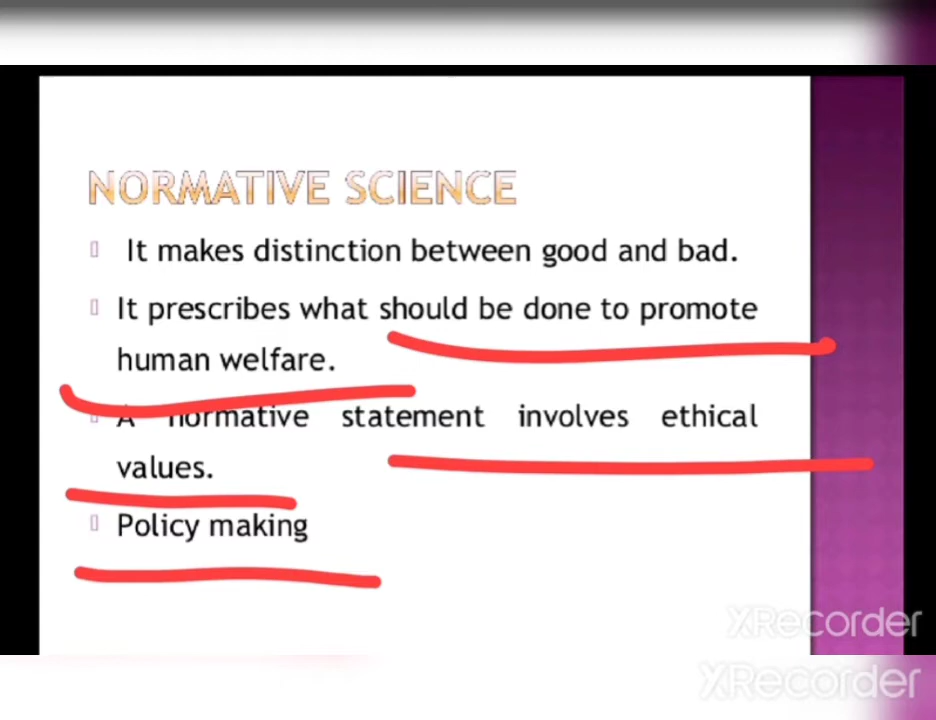 NORMATIVE SCIENCE
It makes distinction between good and bad.
It prescribes what should be done to promote
human welfare.
A normative statement involves ethical
values.
Policy making
XRecorder
XRecorder